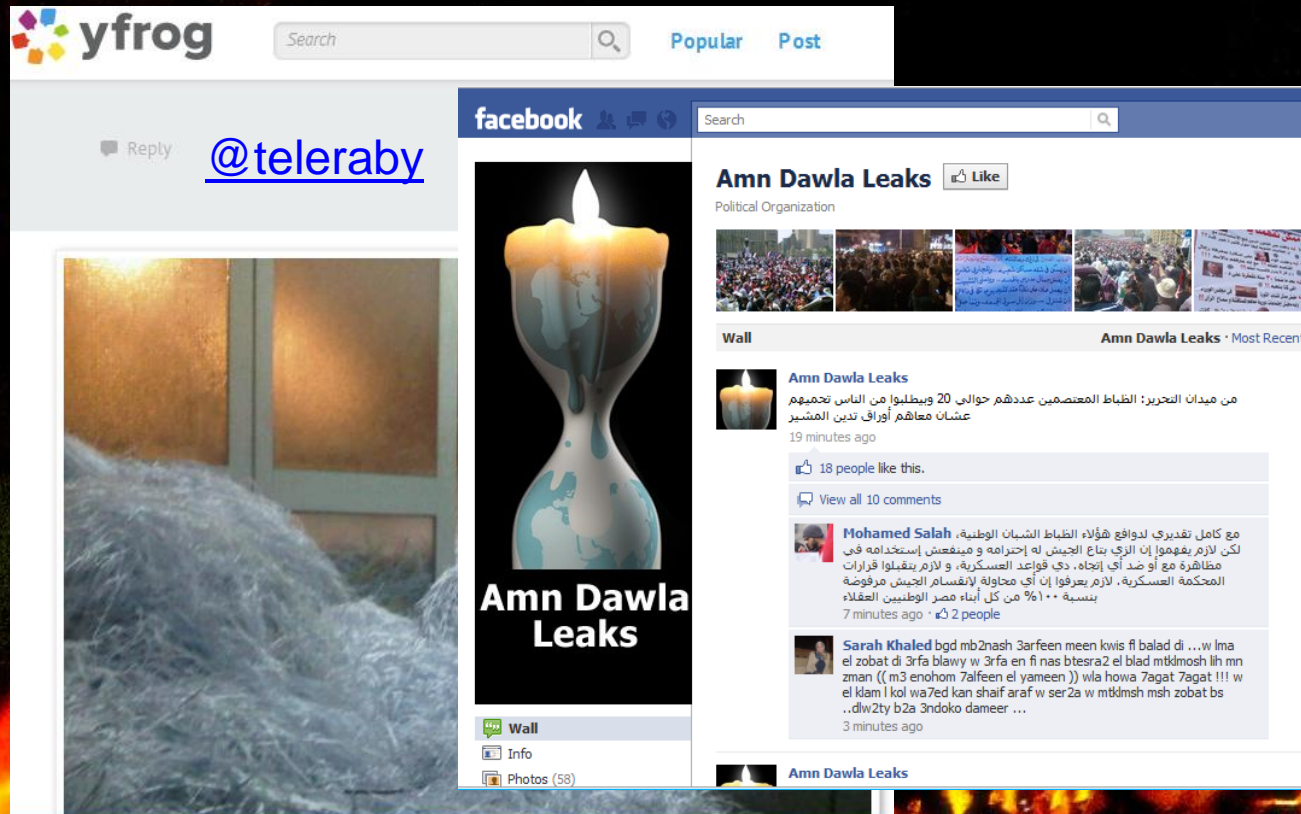 yfrog
Search
Popular
Post
Reply
@teleraby
facebook
Search
Amn Dawla Leaks
Like
Political Organization
Wall
Amn Dawla Leaks · Most Recent
Amn Dawla Leaks
من ميدان التحرير: الظباط المعتصمين عددهم حوالي 20 وبيطلبوا من الناس تحميهم
عشان معاهم أوراق تدين المشير
19 minutes ago
18 people like this.
View all 10 comments
Mohamed Salah مع كامل تقديري لدوافع هؤلاء الظباط الشبان الوطنية،
لكن لازم يفهموا إن الزي بتاع الجيش له إحترامه و مينفعش إستخدامه في
مظاهرة مع أو ضد أي إتجاه. دي قواعد العسكرية، و لازم يتقبلوا قرارات
المحكمة العسكرية. لازم يعرفوا إن أي محاولة لإنقسام الجيش مرفوضة
بنسبة ١٠٠% من كل أبناء مصر الوطنيين العقلاء
7 minutes ago · 2 people
Sarah Khaled bgd mb2nash 3arfeen meen kwis fl balad di ...w lma
el zobat di 3rfa blawy w 3rfa en fi nas btesra2 el blad mtklmosh lih mn
zman (( m3 enohom 7alfeen el yameen )) wla howa 7agat 7agat !!! w
el klam l kol wa7ed kan shaif araf w ser2a w mtklmsh msh zobat bs
..dlw2ty b2a 3ndoko dameer ...
3 minutes ago
Amn Dawla Leaks
Amn Dawla
Leaks
Wall
Info
Photos (58)